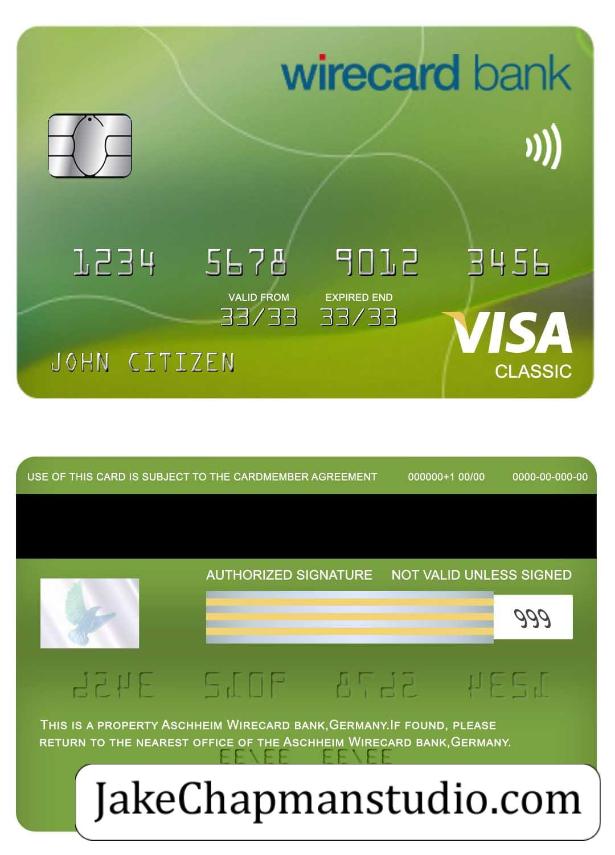 wirecard bank
1234 5678 9012 3456
VALID FROM EXPIRED END
33/33 33/33
JOHN CITIZEN
VISA
CLASSIC
USE OF THIS CARD IS SUBJECT TO THE CARDMEMBER AGREEMENT 000000+1 00/00 0000-00-000-00
AUTHORIZED SIGNATURE NOT VALID UNLESS SIGNED
999
THIS IS A PROPERTY ASCHHEIM WIRECARD BANK,GERMANY.IF FOUND, PLEASE
RETURN TO THE NEAREST OFFICE OF THE ASCHHEIM WIRECARD BANK,GERMANY.
JakeChapmanstudio.com